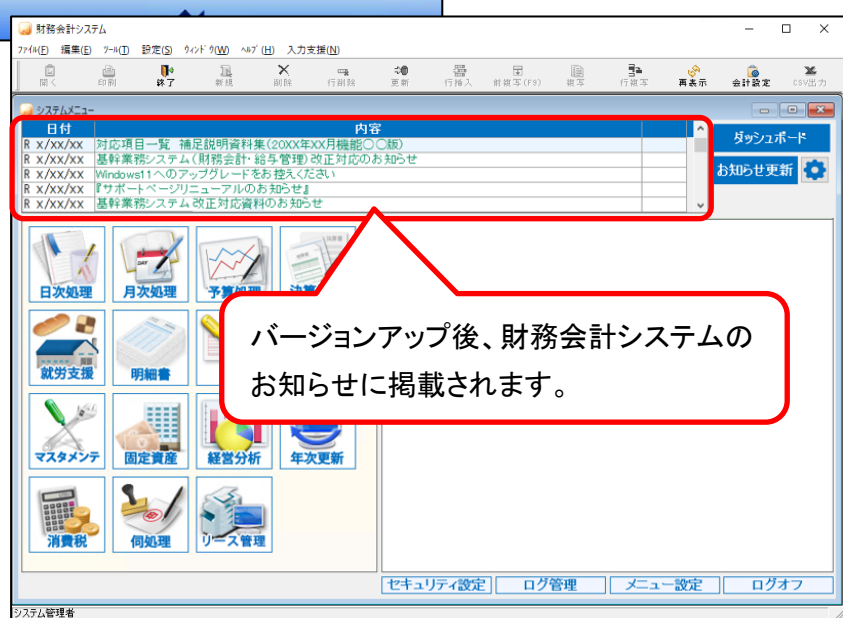 財務会計システム
ファイル(F) 編集(E) ツール(T) 設定(S) ウィンドウ(W) ヘルプ(H) 入力支援(N)
開く 印刷 終了 新規 削除 行削除 更新 行挿入 前複写(F9) 複写 行複写 再表示 会計設定 CSV出力
システムメニュー
日付 内容
R x/xx/xx 対応項目一覧 補足説明資料集(20XX年XX月機能〇〇版)
R x/xx/xx 基幹業務システム(財務会計・給与管理)改正対応のお知らせ
R x/xx/xx Windows11へのアップグレードをお控えください
R x/xx/xx 『サポートページリニューアルのお知らせ』
R x/xx/xx 基幹業務システム改正対応資料のお知らせ
ダッシュボード
お知らせ更新
日次処理 月次処理 予算処理
バージョンアップ後、財務会計システムの
お知らせに掲載されます。
就労支援 明細書
マスタメンテ 固定資産 経営分析 年次更新
消費税 伺処理 リース管理
セキュリティ設定 ログ管理 メニュー設定 ログオフ
システム管理者